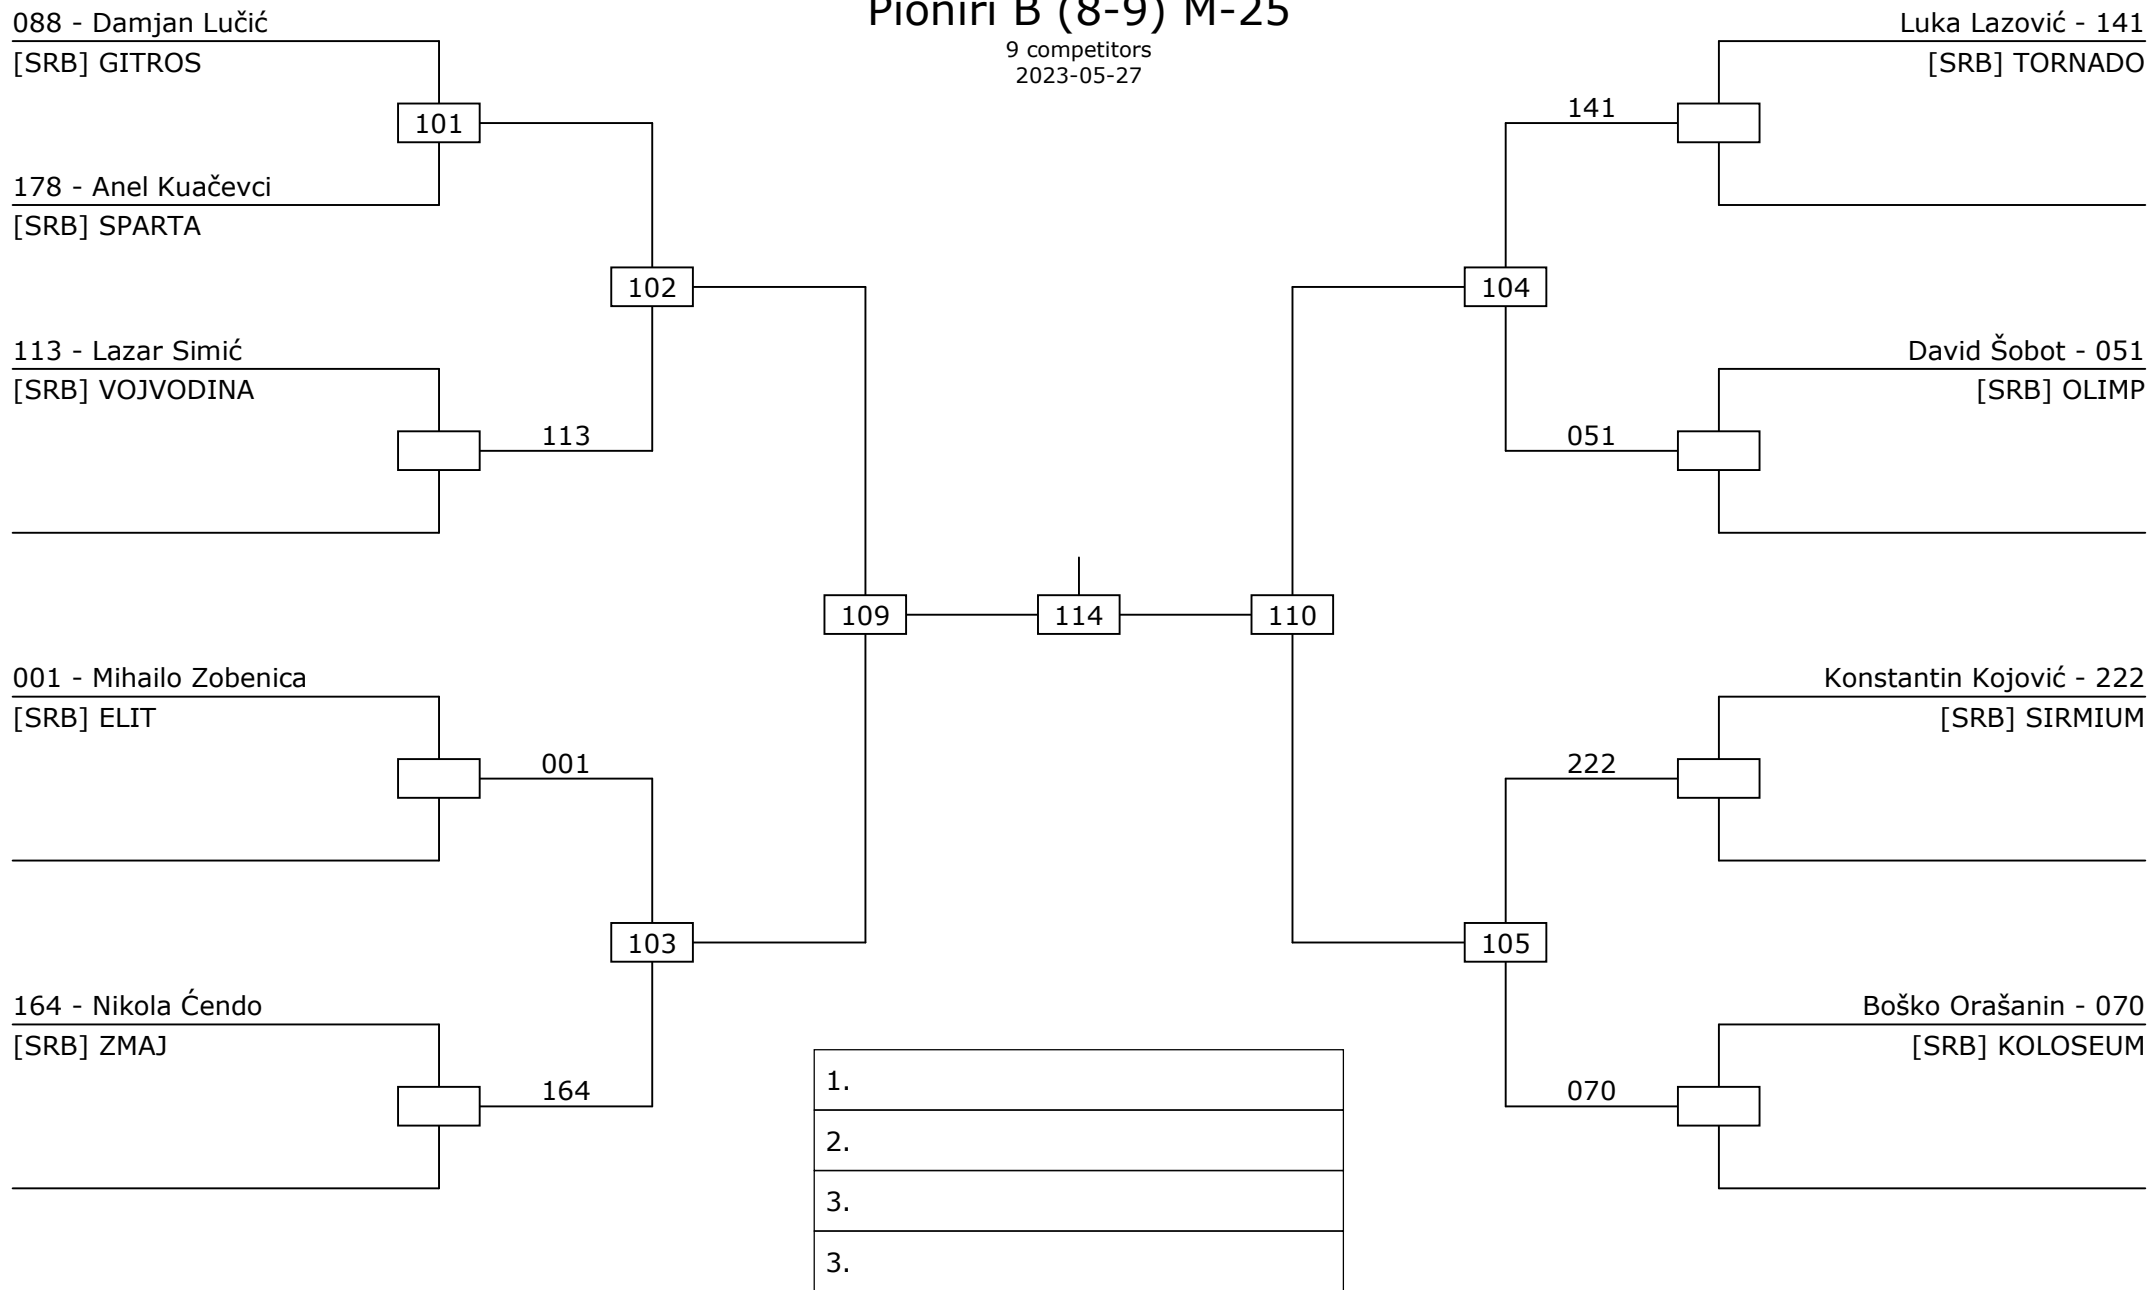 Pioniri B (8-9) M-25
9 competitors
2023-05-27
088 - Damjan Lučić
[SRB] GITROS
101
178 - Anel Kuačevci
[SRB] SPARTA
102
113 - Lazar Simić
[SRB] VOJVODINA
113
109
001 - Mihailo Zobenica
[SRB] ELIT
001
103
164 - Nikola Ćendo
[SRB] ZMAJ
164
114
Luka Lazović - 141
[SRB] TORNADO
141
104
David Šobot - 051
[SRB] OLIMP
051
110
Konstantin Kojović - 222
[SRB] SIRMIUM
222
105
Boško Orašanin - 070
[SRB] KOLOSEUM
070
1.
2.
3.
3.